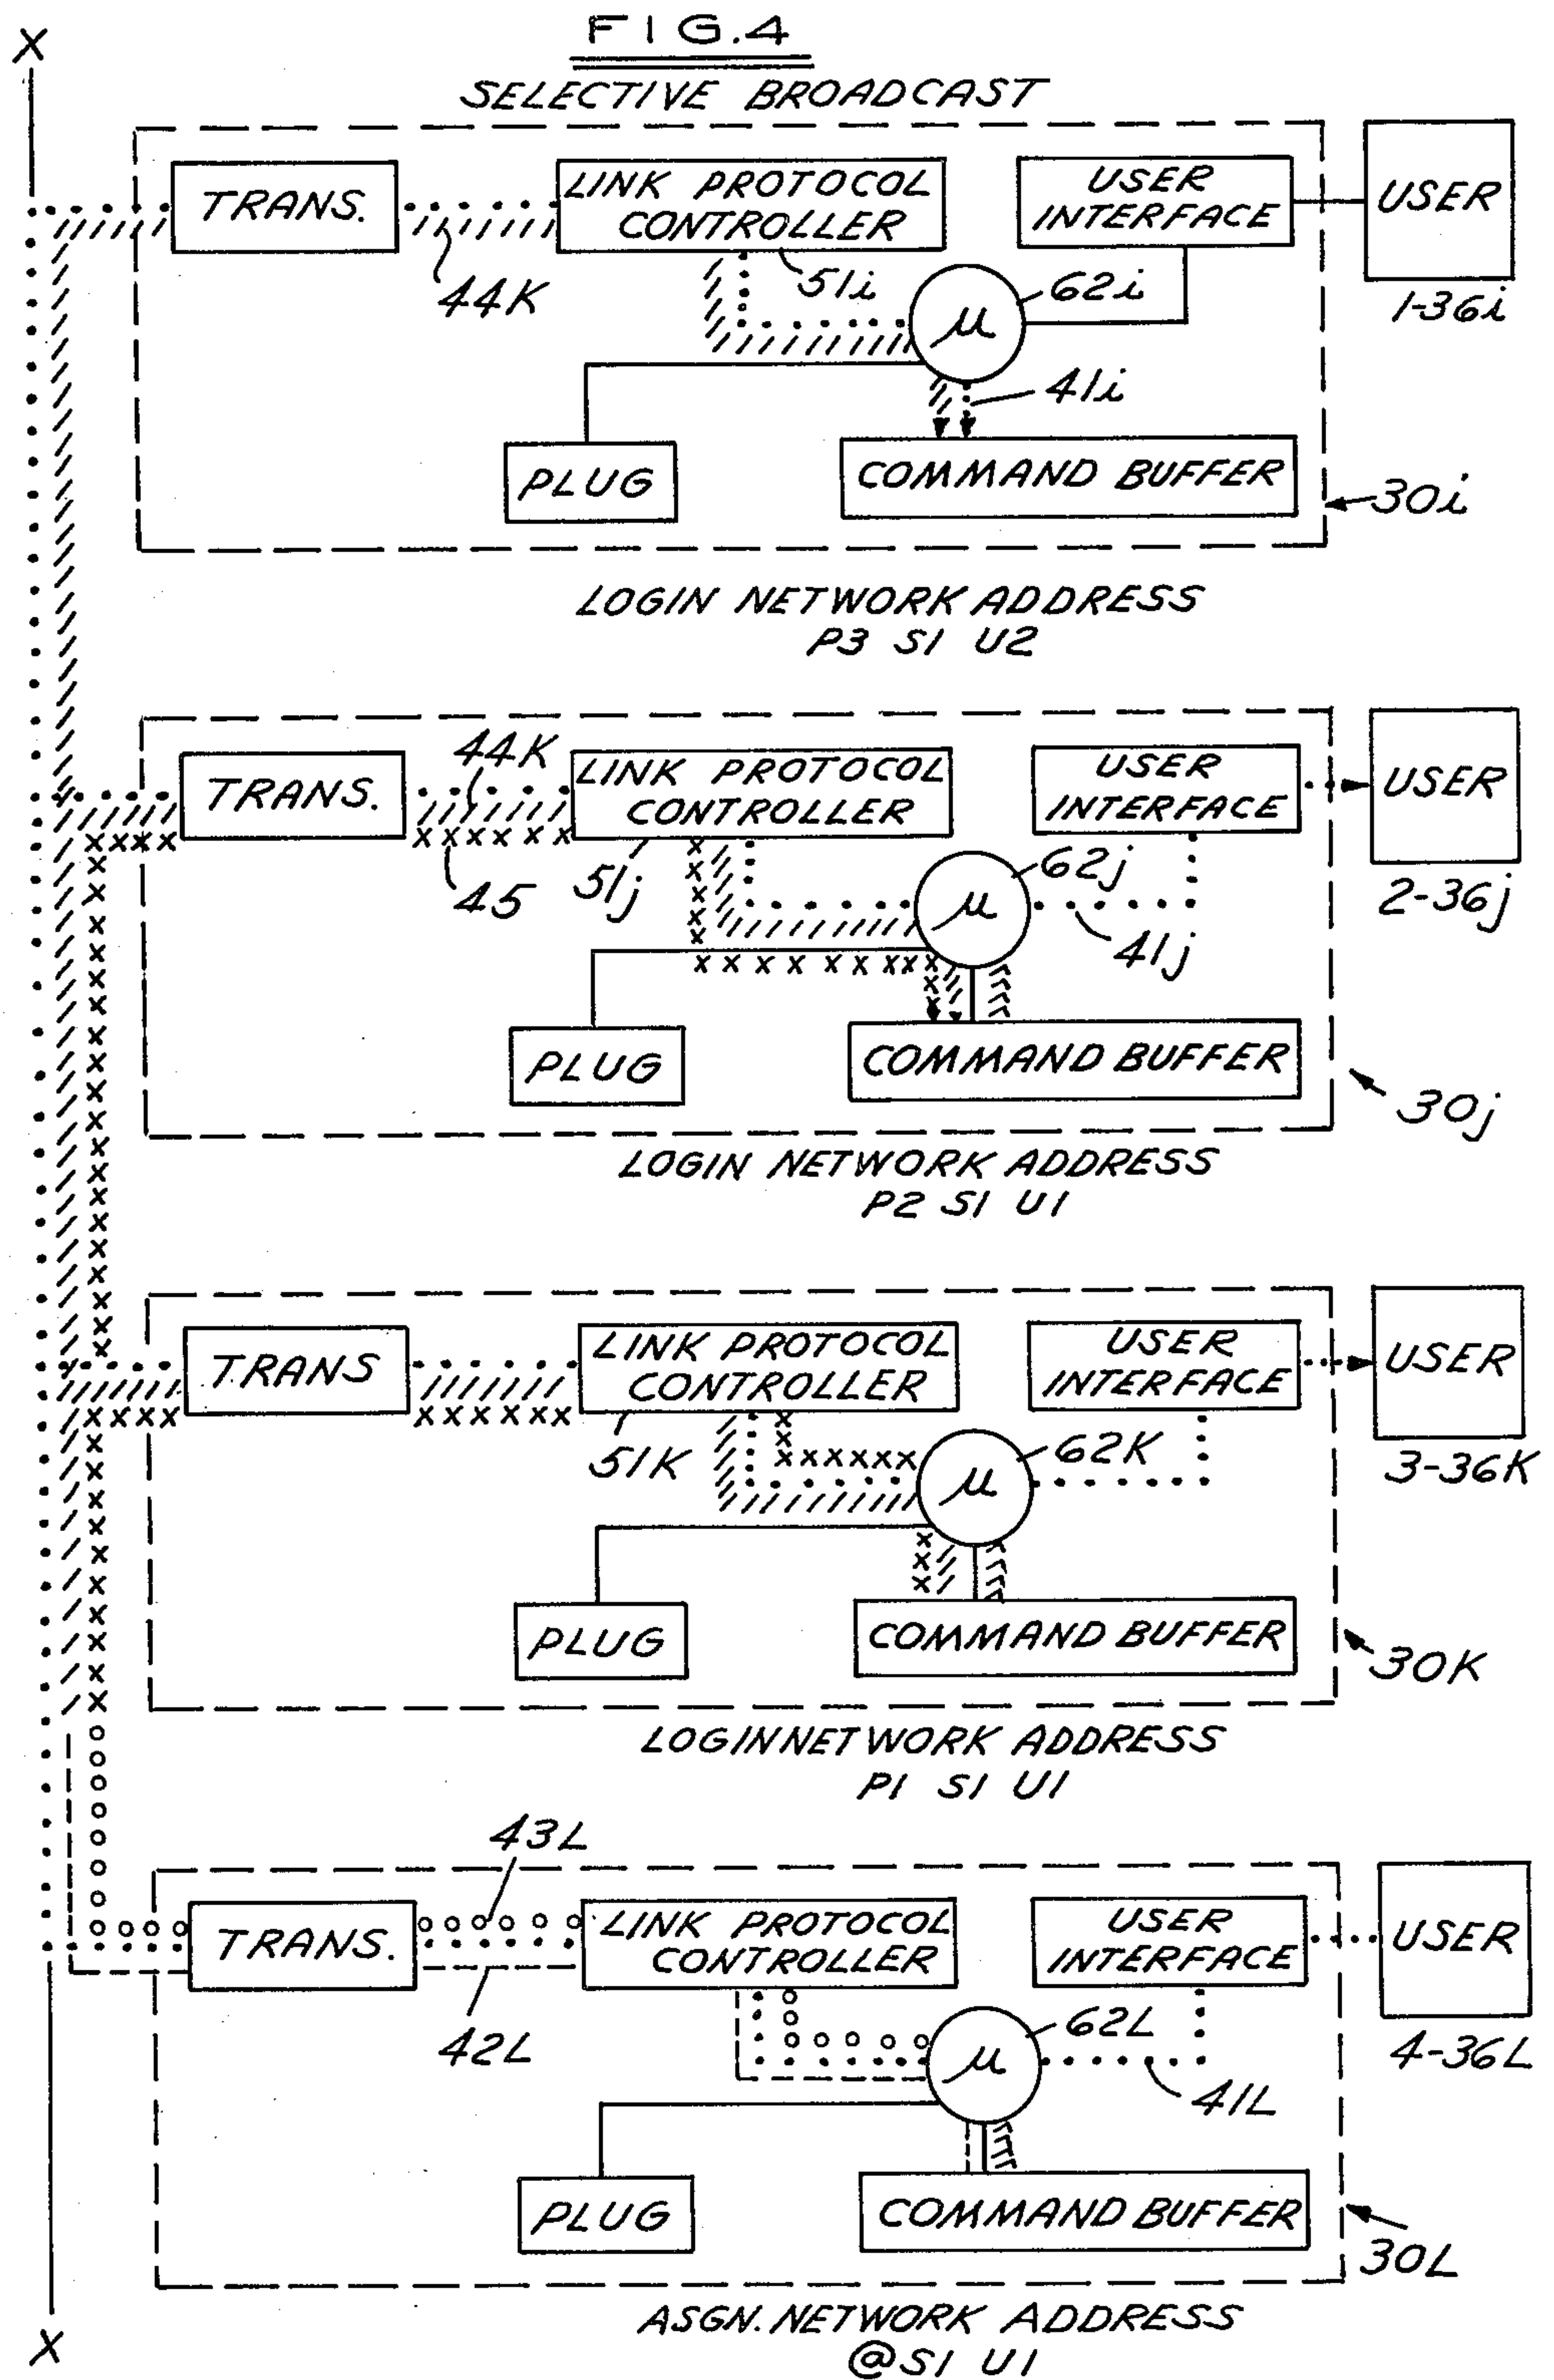 FIG.4
SELECTIVE BROADCAST
X
TRANS.
LINK PROTOCOL
CONTROLLER
USER
INTERFACE
USER
44K
51i
62i
1-36i
μ
41i
PLUG
COMMAND BUFFER
30i
LOGIN NETWORK ADDRESS
P3 S1 U2
44K
TRANS.
LINK PROTOCOL
CONTROLLER
USER
INTERFACE
USER
45
51j
62j
2-36j
μ
41j
PLUG
COMMAND BUFFER
30j
LOGIN NETWORK ADDRESS
P2 S1 U1
TRANS
LINK PROTOCOL
CONTROLLER
USER
INTERFACE
USER
51K
62K
3-36K
μ
PLUG
COMMAND BUFFER
30K
LOGIN NETWORK ADDRESS
P1 S1 U1
43L
TRANS.
LINK PROTOCOL
CONTROLLER
USER
INTERFACE
USER
42L
62L
4-36L
μ
41L
PLUG
COMMAND BUFFER
30L
ASGN. NETWORK ADDRESS
@S1 U1
X